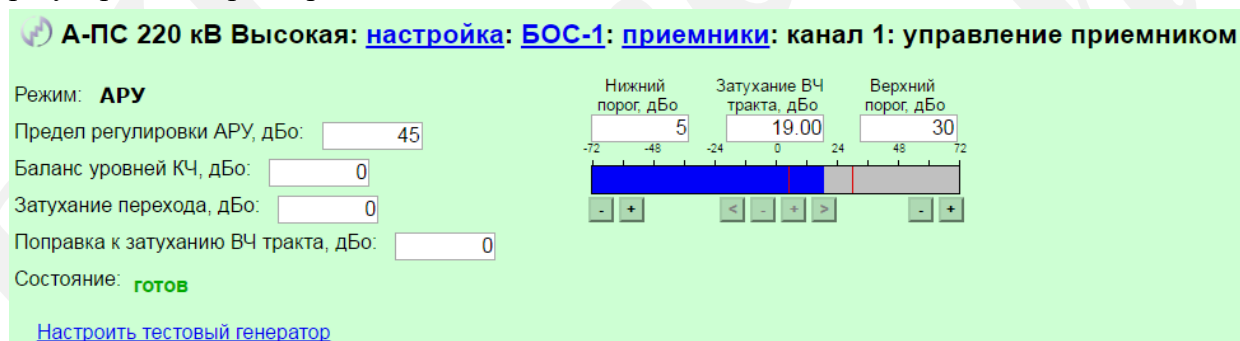 А-ПС 220 кВ Высокая: настройка: БОС-1: приемники: канал 1: управление приемником
Режим: АРУ
Предел регулировки АРУ, дБо: 45
Баланс уровней КЧ, дБо: 0
Затухание перехода, дБо: 0
Поправка к затуханию ВЧ тракта, дБо: 0
Состояние: готов
Настроить тестовый генератор
Нижний Затухание ВЧ Верхний
порог, дБо тракта, дБо порог, дБо
5 19.00 30
-72 -48 -24 0 24 48 72
- + < - + > - +